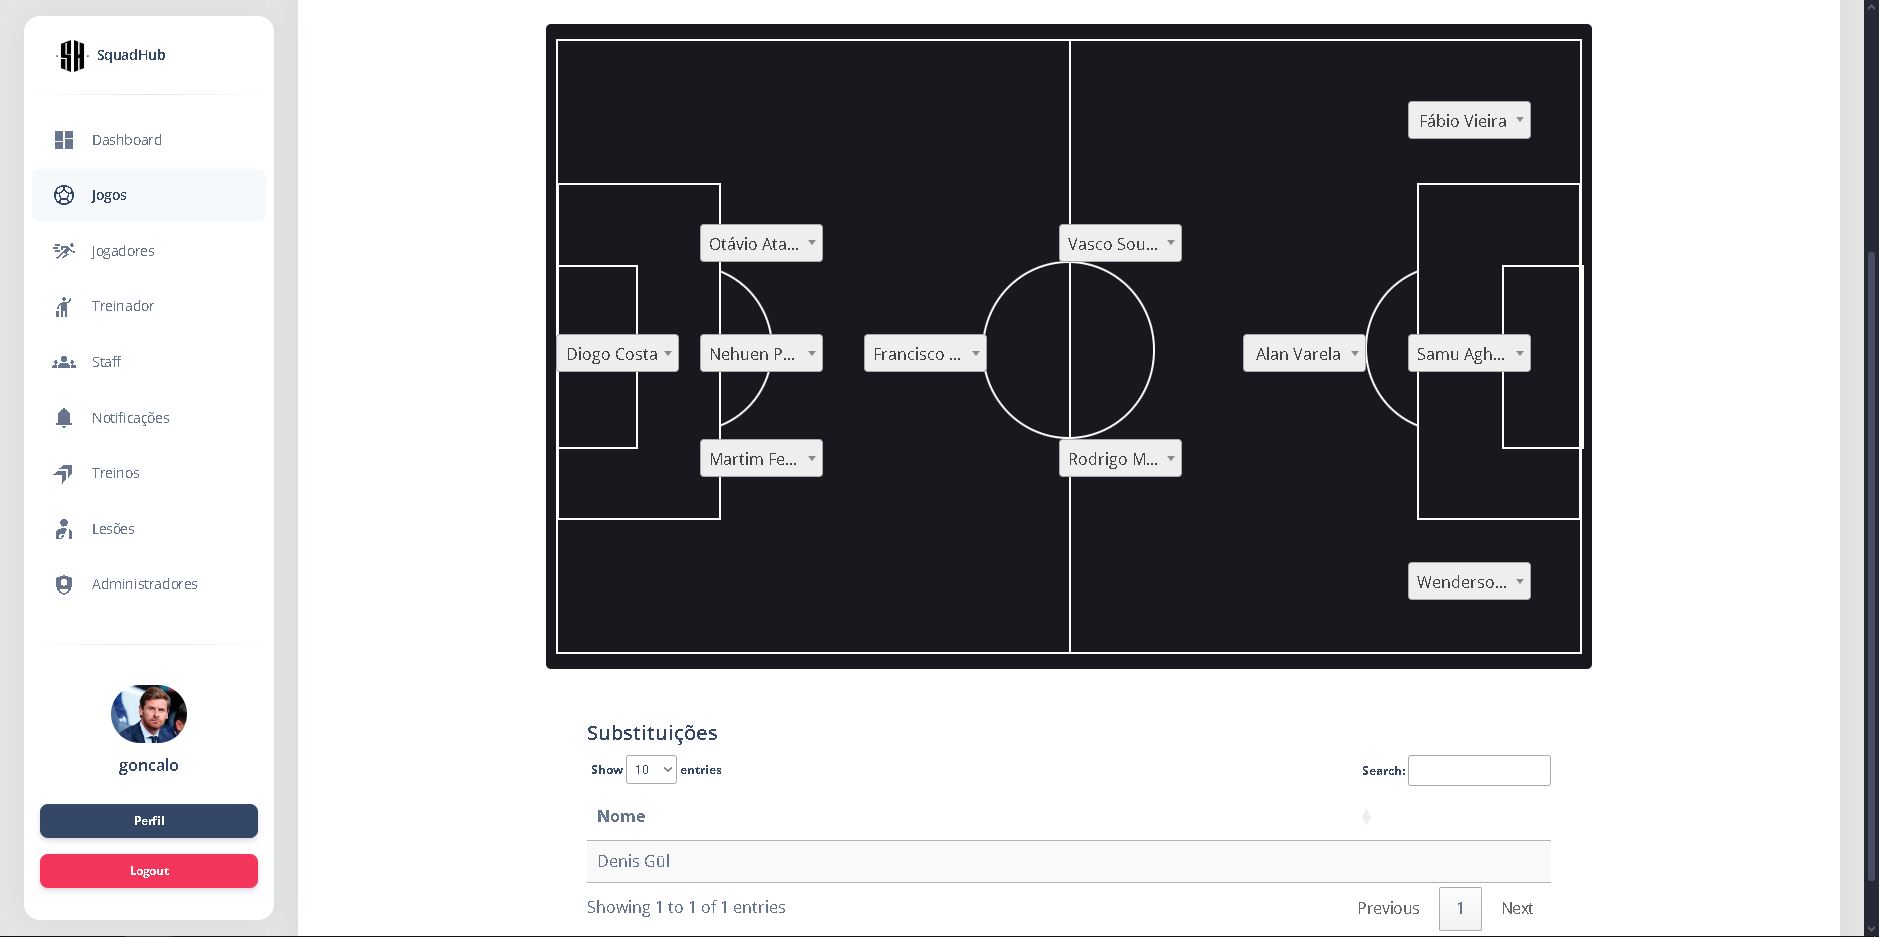 SquadHub
Dashboard
Jogos
Jogadores
Treinador
Staff
Notificações
Treinos
Lesões
Administradores
goncalo
Perfil
Logout
Fábio Vieira
Otávio Ata...
Vasco Sou...
Diogo Costa
Nehuen P...
Francisco ...
Alan Varela
Samu Agh...
Martim Fe...
Rodrigo M...
Wenderso...
Substituições
Show 10 entries
Search:
Nome
Denis Gül
Showing 1 to 1 of 1 entries
Previous 1 Next